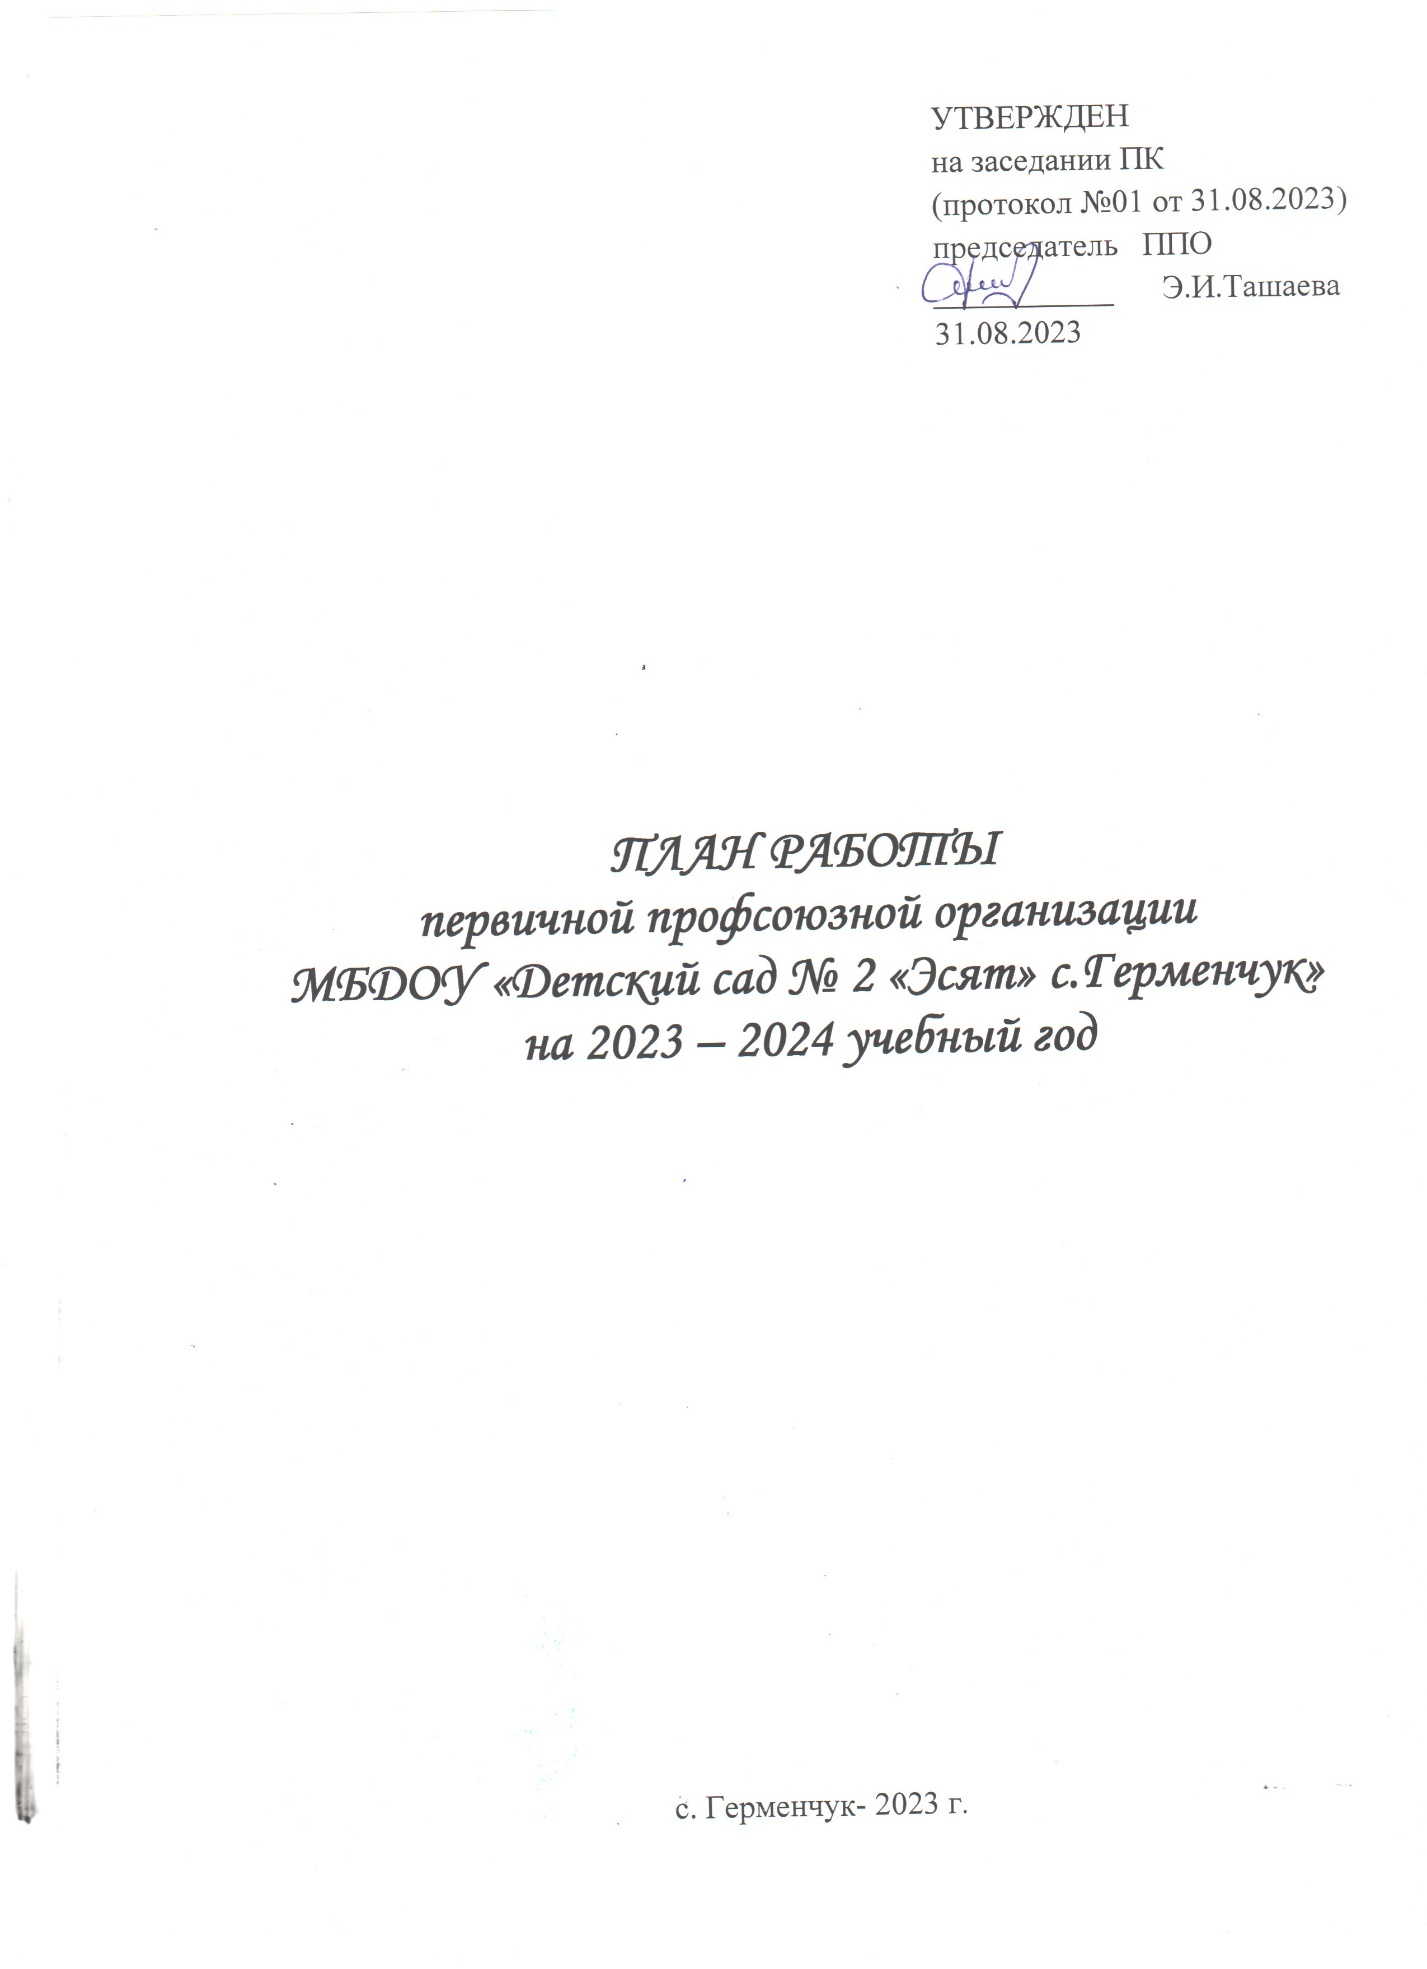 УТВЕРЖДЕН
на заседании ПК
(протокол №01 от 31.08.2023)
председатель ППО
____________ Э.И.Ташаева
31.08.2023
ПЛАН РАБОТЫ
первичной профсоюзной организации
МБДОУ «Детский сад № 2 «Эсят» с.Герменчук»
на 2023 – 2024 учебный год
с. Герменчук- 2023 г.